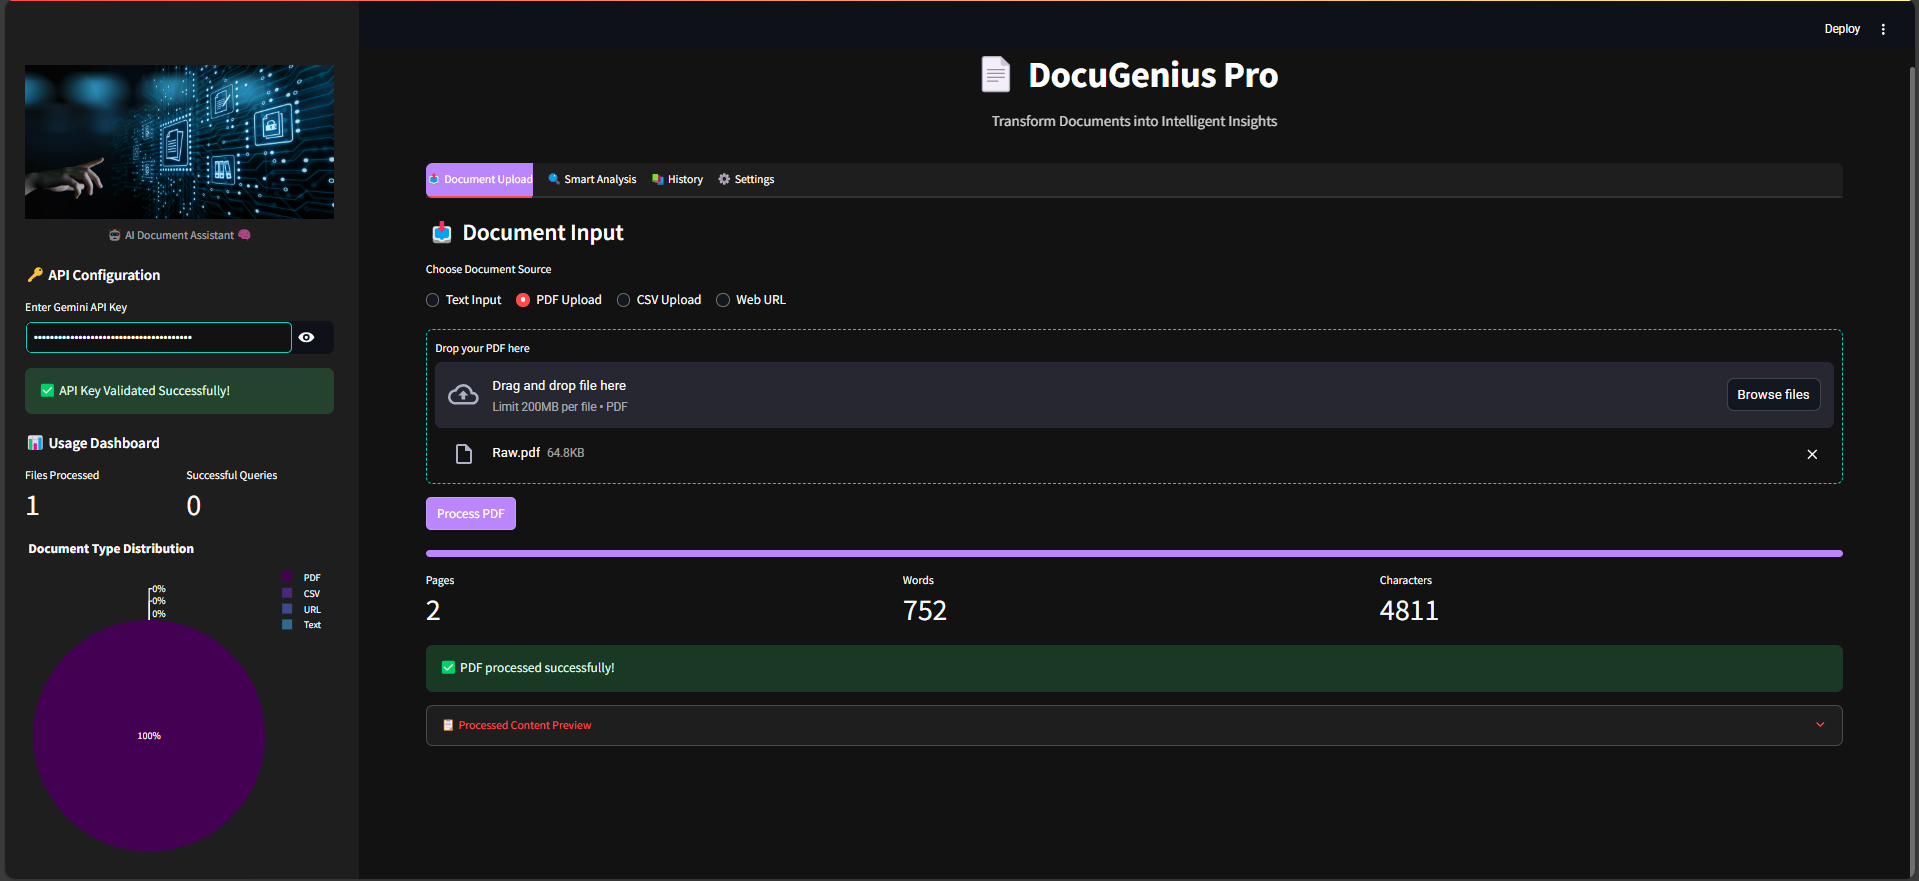 Deploy
🤖 AI Document Assistant 🧠
🔑 API Configuration
Enter Gemini API Key
••••••••••••••••••••••••••••••••••••••
✅ API Key Validated Successfully!
📊 Usage Dashboard
Files Processed
1
Successful Queries
0
Document Type Distribution
PDF
CSV
URL
Text
0%
0%
0%
100%
📄 DocuGenius Pro
Transform Documents into Intelligent Insights
📥 Document Upload
🔍 Smart Analysis
📚 History
⚙️ Settings
📥 Document Input
Choose Document Source
Text Input
PDF Upload
CSV Upload
Web URL
Drop your PDF here
Drag and drop file here
Limit 200MB per file • PDF
Browse files
Raw.pdf 64.8KB
Process PDF
Pages
2
Words
752
Characters
4811
✅ PDF processed successfully!
📋 Processed Content Preview